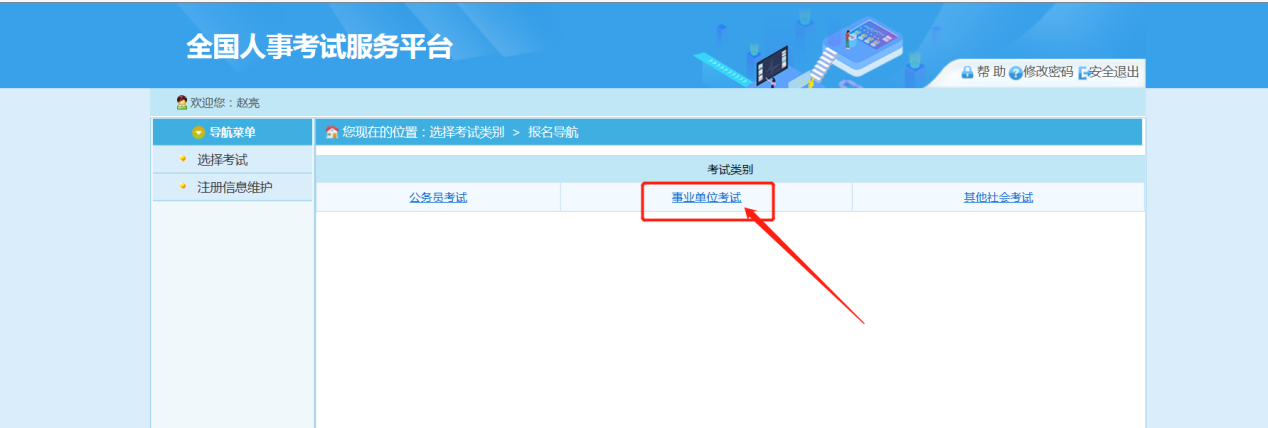 全国人事考试服务平台
帮 助 修改密码 安全退出
欢迎您：赵亮
导航菜单
您现在的位置：选择考试类别 > 报名导航
选择考试
注册信息维护
考试类别
公务员考试 事业单位考试 其他社会考试